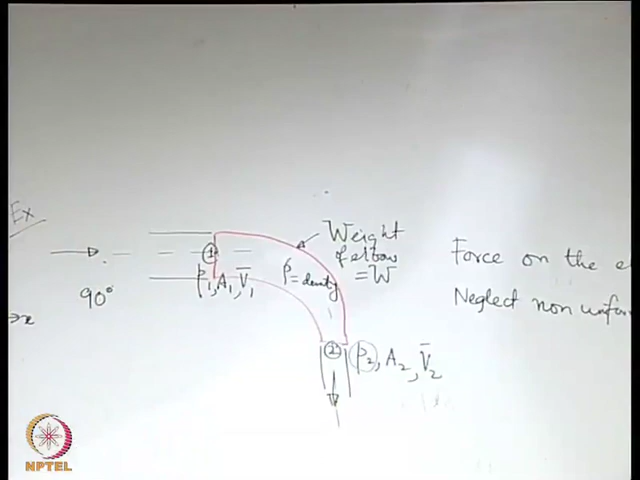 Ex
Weight
of elbow
= W
ρ = density
①
p₁, A₁, V̄₁
90°
→x
Force on the e
Neglect non unifor
② p₂, A₂, V̄₂
NPTEL